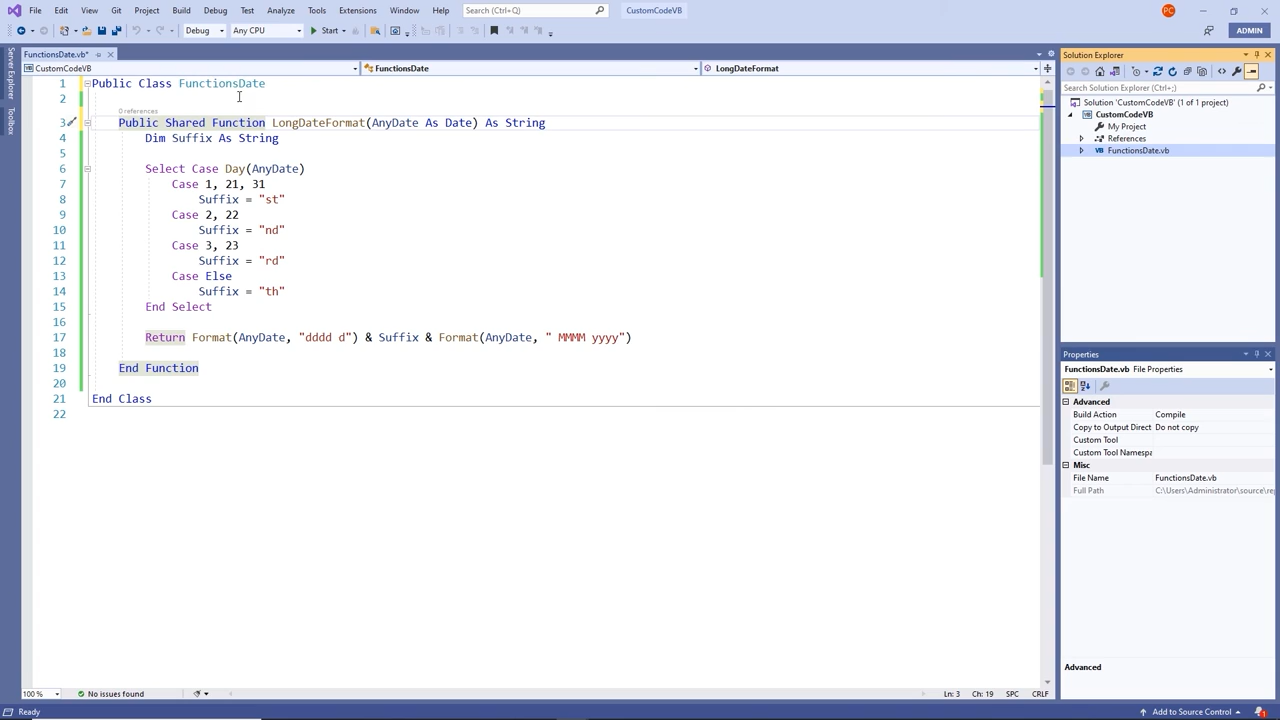 File Edit View Git Project Build Debug Test Analyze Tools Extensions Window Help Search (Ctrl+Q) CustomCodeVB PC
Debug Any CPU Start ADMIN
Server Explorer
Toolbox
FunctionsDate.vb*
CustomCodeVB FunctionsDate LongDateFormat
1 Public Class FunctionsDate
2
0 references
3 Public Shared Function LongDateFormat(AnyDate As Date) As String
4 Dim Suffix As String
5
6 Select Case Day(AnyDate)
7 Case 1, 21, 31
8 Suffix = "st"
9 Case 2, 22
10 Suffix = "nd"
11 Case 3, 23
12 Suffix = "rd"
13 Case Else
14 Suffix = "th"
15 End Select
16
17 Return Format(AnyDate, "dddd d") & Suffix & Format(AnyDate, " MMMM yyyy")
18
19 End Function
20
21 End Class
22
100 % No issues found Ln: 3 Ch: 19 SPC CRLF
Solution Explorer
Search Solution Explorer (Ctrl+;)
Solution 'CustomCodeVB' (1 of 1 project)
CustomCodeVB
My Project
References
VB FunctionsDate.vb
Properties
FunctionsDate.vb File Properties
Advanced
Build Action Compile
Copy to Output Direct Do not copy
Custom Tool
Custom Tool Namespa
Misc
File Name FunctionsDate.vb
Full Path C:\Users\Administrator\source\rep
Advanced
Ready Add to Source Control 1